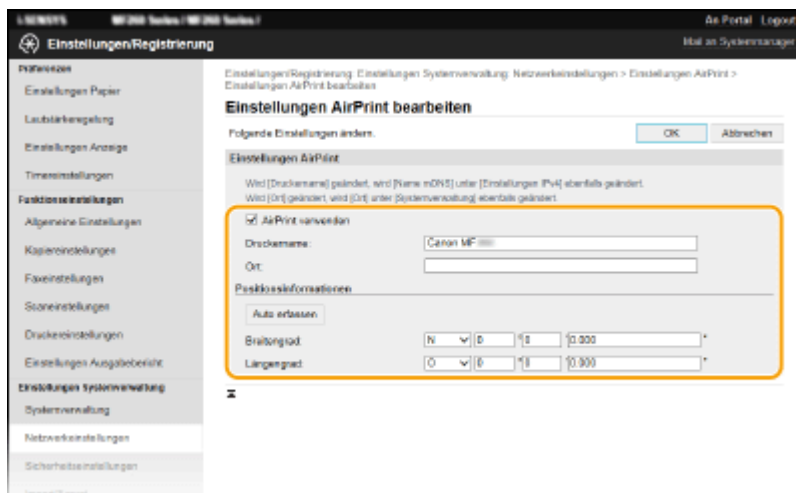 An Portal Logout
Einstellungen/Registrierung
Mail an Systemmanager
Präferenzen
Einstellungen Papier
Lautstärkeregelung
Einstellungen Anzeige
Timereinstellungen
Funktionseinstellungen
Allgemeine Einstellungen
Kopiereinstellungen
Faxeinstellungen
Scaneinstellungen
Druckereinstellungen
Einstellungen Ausgabebericht
Einstellungen Systemverwaltung
Systemverwaltung
Netzwerkeinstellungen
Sicherheitseinstellungen
Einstellungen/Registrierung: Einstellungen Systemverwaltung: Netzwerkeinstellungen > Einstellungen AirPrint >
Einstellungen AirPrint bearbeiten
Einstellungen AirPrint bearbeiten
Folgende Einstellungen ändern.
OK Abbrechen
Einstellungen AirPrint
Wird [Druckername] geändert, wird [Name mDNS] unter [Einstellungen IPv4] ebenfalls geändert.
Wird [Ort] geändert, wird [Ort] unter [Systemverwaltung] ebenfalls geändert.
AirPrint verwenden
Druckername: Canon MF
Ort:
Positionsinformationen
Auto erfassen
Breitengrad: N 0 ° 0 ' 0.000 "
Längengrad: O 0 ° 0 ' 0.000 "